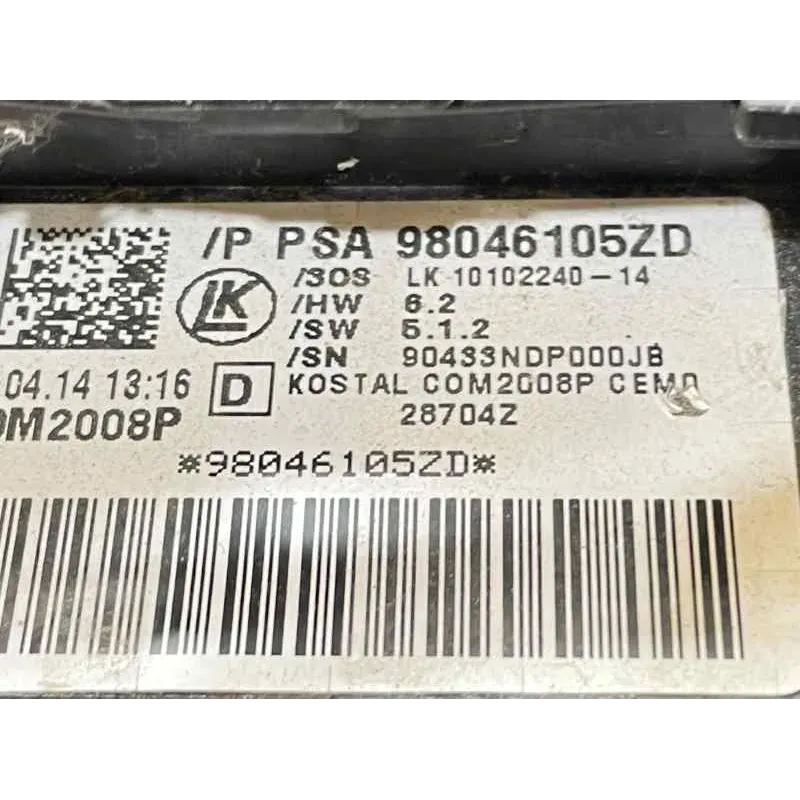 /P PSA 98046105ZD
/SOS LK 10102240-14
LK
/HW 6.2
/SW 5.1.2
/SN 90433NDP000JB
04.14 13:16 D KOSTAL COM2008P
M2008P 28704Z
*98046105ZD*